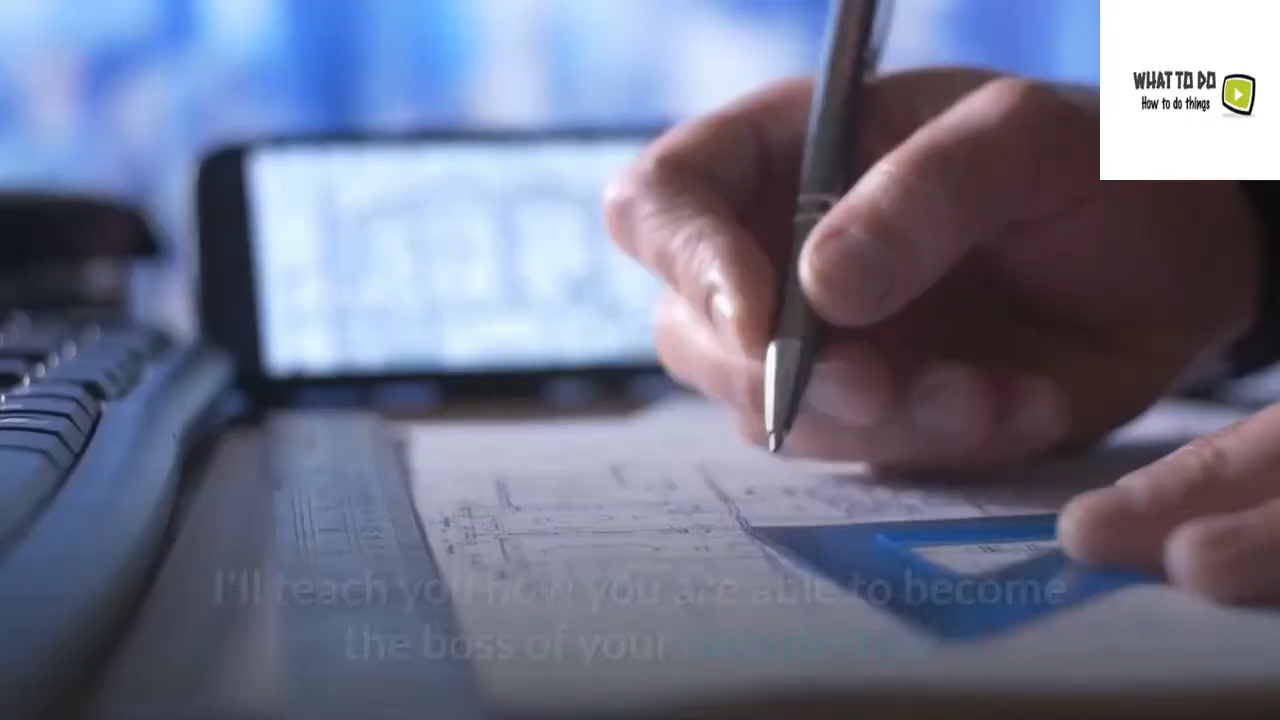 WHAT TO DO
How to do things
I'll teach you how you are able to become
the boss of your